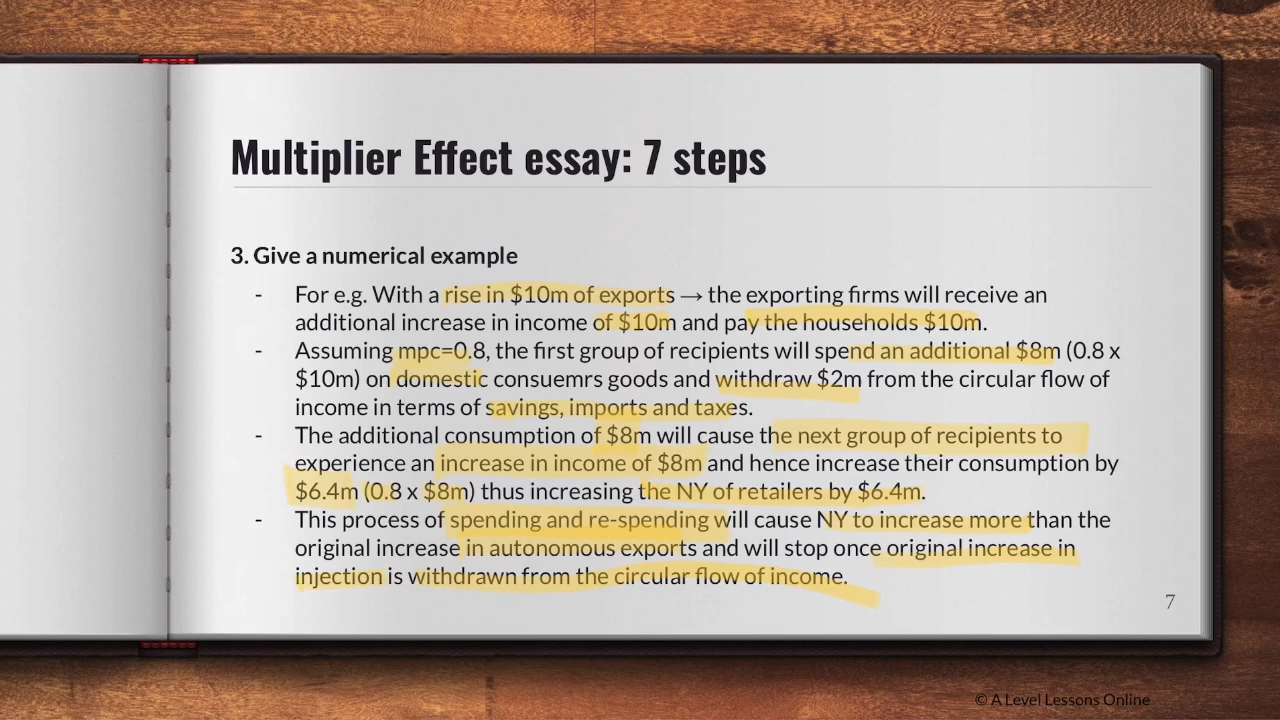 Multiplier Effect essay: 7 steps
3. Give a numerical example
- For e.g. With a rise in $10m of exports → the exporting firms will receive an
additional increase in income of $10m and pay the households $10m.
- Assuming mpc=0.8, the first group of recipients will spend an additional $8m (0.8 x
$10m) on domestic consuemrs goods and withdraw $2m from the circular flow of
income in terms of savings, imports and taxes.
- The additional consumption of $8m will cause the next group of recipients to
experience an increase in income of $8m and hence increase their consumption by
$6.4m (0.8 x $8m) thus increasing the NY of retailers by $6.4m.
- This process of spending and re-spending will cause NY to increase more than the
original increase in autonomous exports and will stop once original increase in
injection is withdrawn from the circular flow of income.
7
© A Level Lessons Online